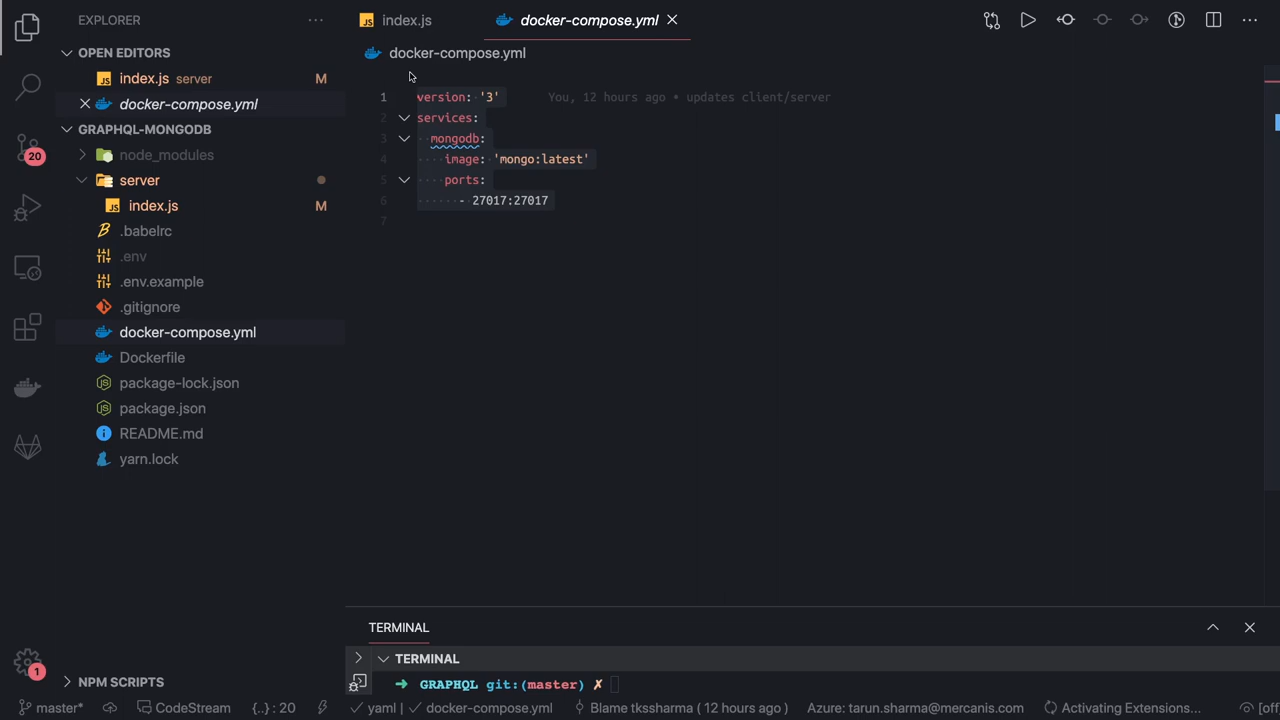 EXPLORER
OPEN EDITORS
index.js server M
docker-compose.yml
GRAPHQL-MONGODB
node_modules
server
index.js M
.babelrc
.env
.env.example
.gitignore
docker-compose.yml
Dockerfile
package-lock.json
package.json
README.md
yarn.lock
NPM SCRIPTS
20
1
index.js
docker-compose.yml
docker-compose.yml
1 version: '3' You, 12 hours ago • updates client/server
2 services:
3 mongodb:
4 image: 'mongo:latest'
5 ports:
6 - 27017:27017
7
TERMINAL
TERMINAL
➜ GRAPHQL git:(master) ✗
master* CodeStream {..} : 20 ✓ yaml | ✓ docker-compose.yml Blame tkssharma ( 12 hours ago ) Azure: tarun.sharma@mercanis.com Activating Extensions... [off